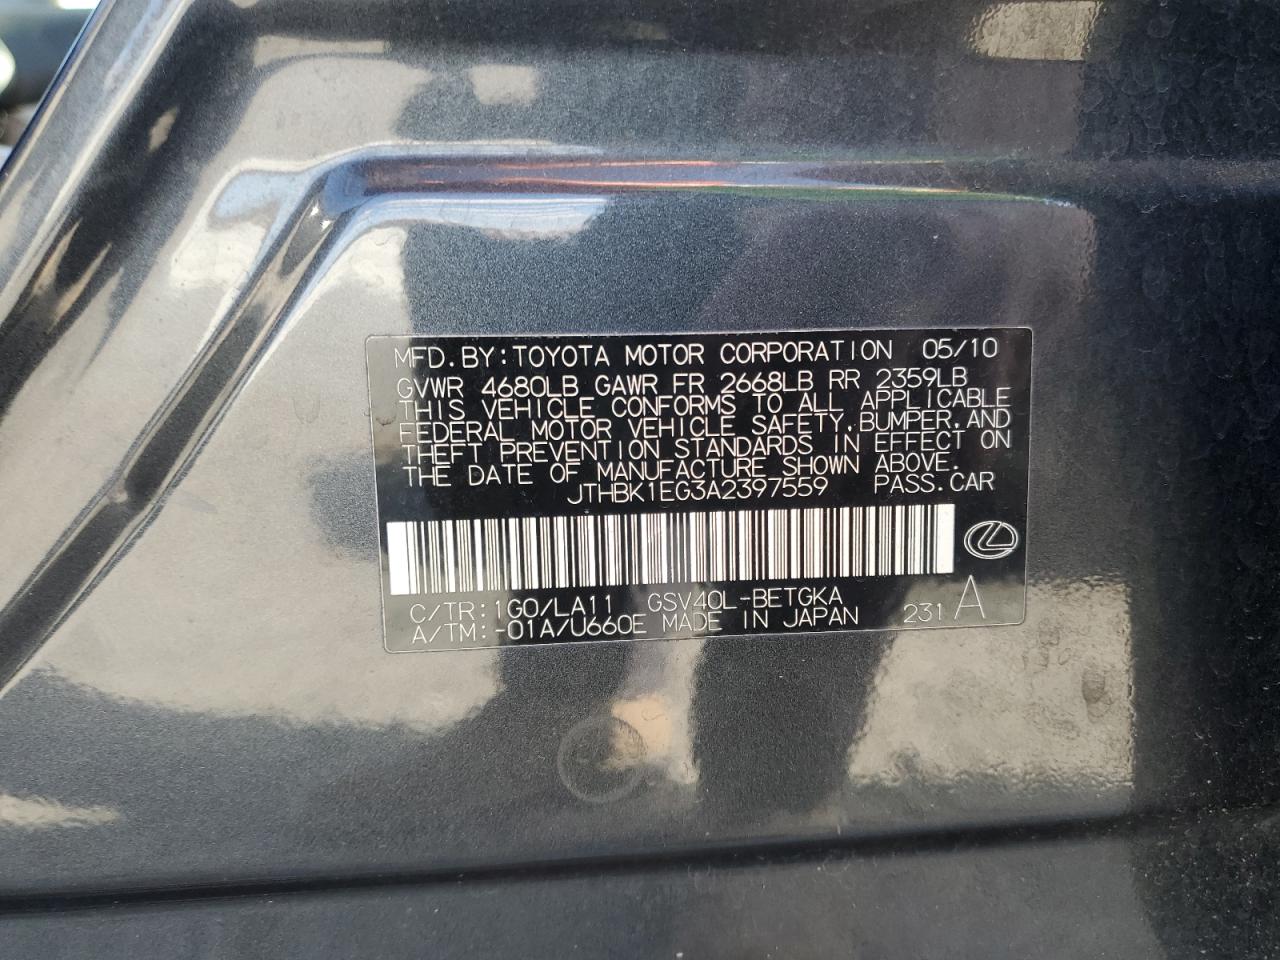 MFD.BY:TOYOTA MOTOR CORPORATION 05/10
GVWR 4680LB GAWR FR 2668LB RR 2359LB
THIS VEHICLE CONFORMS TO ALL APPLICABLE
FEDERAL MOTOR VEHICLE SAFETY,BUMPER,AND
THEFT PREVENTION STANDARDS IN EFFECT ON
THE DATE OF MANUFACTURE SHOWN ABOVE.
JTHBK1EG3A2397559 PASS.CAR
C/TR:1G0/LA11 GSV40L-BETGKA
A/TM:-01A/U660E MADE IN JAPAN 231 A